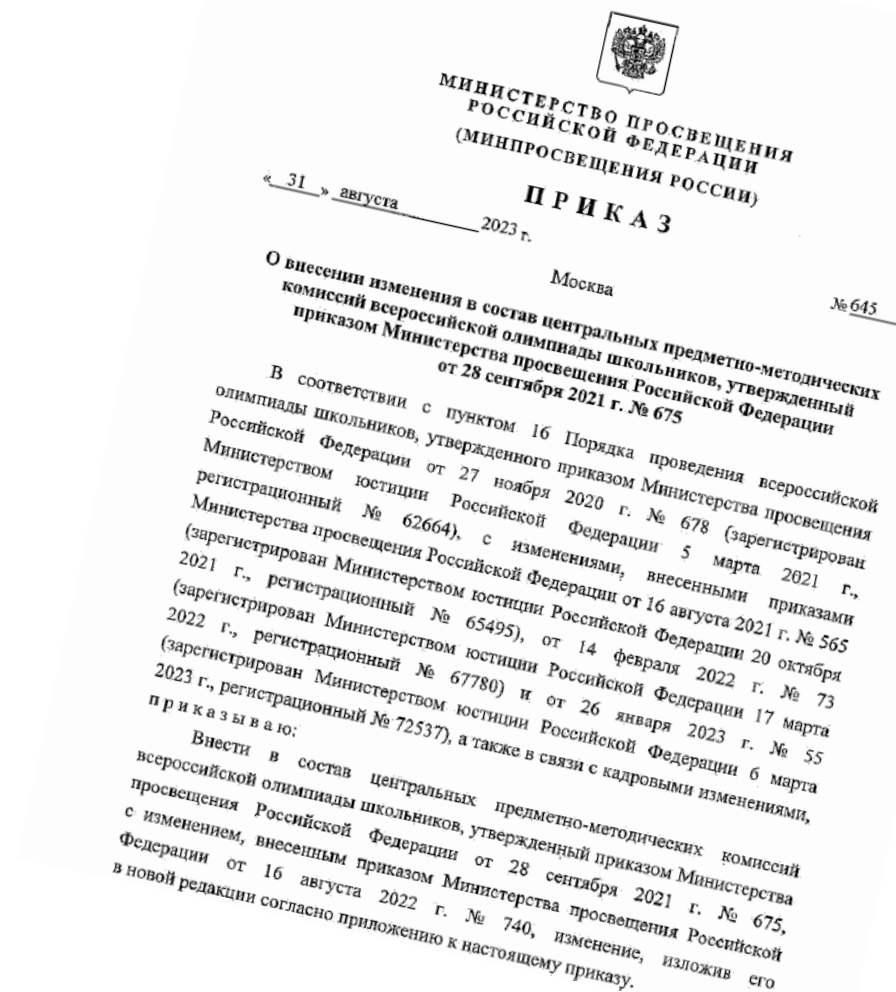 МИНИСТЕРСТВО ПРОСВЕЩЕНИЯ
РОССИЙСКОЙ ФЕДЕРАЦИИ
(МИНПРОСВЕЩЕНИЯ РОССИИ)
ПРИКАЗ
« 31 » августа 2023 г.
Москва
№ 645
О внесении изменения в состав центральных предметно-методических
комиссий всероссийской олимпиады школьников, утвержденный
приказом Министерства просвещения Российской Федерации
от 28 сентября 2021 г. № 675
В соответствии с пунктом 16 Порядка проведения всероссийской
олимпиады школьников, утвержденного приказом Министерства просвещения
Российской Федерации от 27 ноября 2020 г. № 678 (зарегистрирован
Министерством юстиции Российской Федерации 5 марта 2021 г.,
регистрационный № 62664), с изменениями, внесенными приказами
Министерства просвещения Российской Федерации от 16 августа 2021 г. № 565
(зарегистрирован Министерством юстиции Российской Федерации 20 октября
2021 г., регистрационный № 65495), от 14 февраля 2022 г. № 73
(зарегистрирован Министерством юстиции Российской Федерации 17 марта
2022 г., регистрационный № 67780) и от 26 января 2023 г. № 55
(зарегистрирован Министерством юстиции Российской Федерации 6 марта
2023 г., регистрационный № 72537), а также в связи с кадровыми изменениями,
приказываю:
Внести в состав центральных предметно-методических комиссий
всероссийской олимпиады школьников, утвержденный приказом Министерства
просвещения Российской Федерации от 28 сентября 2021 г. № 675,
с изменением, внесенным приказом Министерства просвещения Российской
Федерации от 16 августа 2022 г. № 740, изменение, изложив его
в новой редакции согласно приложению к настоящему приказу.